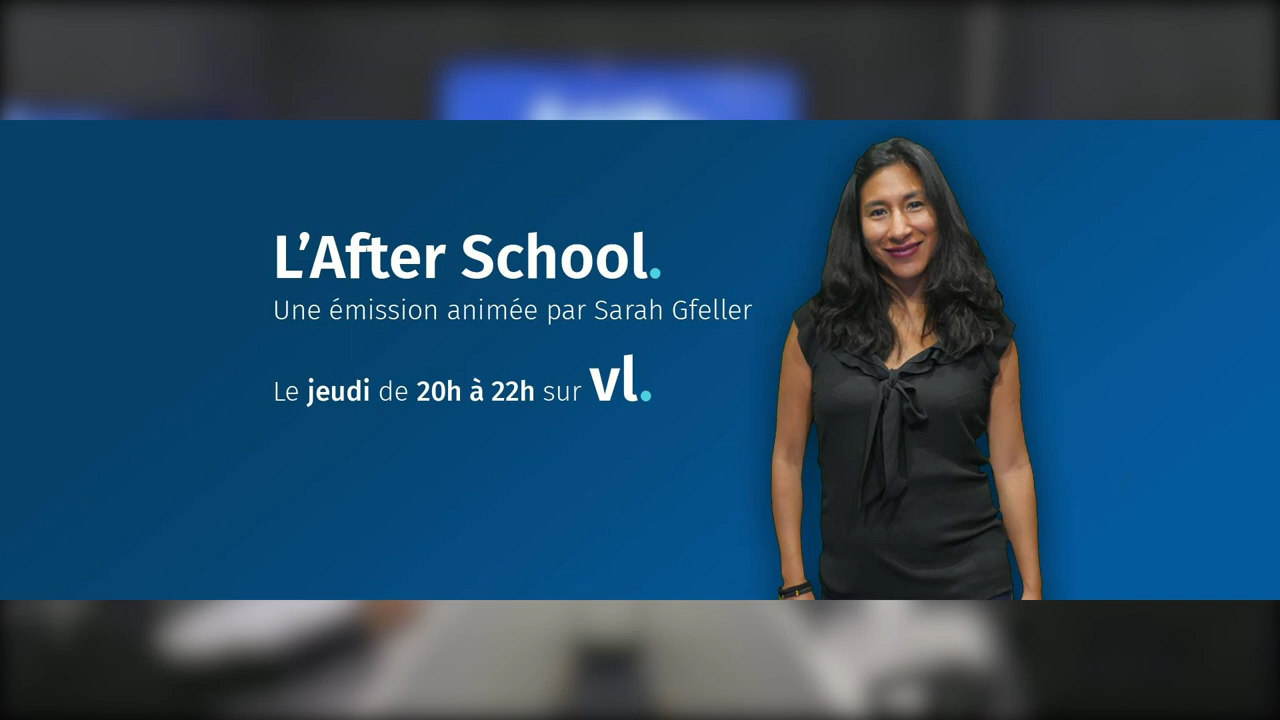 L’After School.
Une émission animée par Sarah Gfeller
Le jeudi de 20h à 22h sur vl.